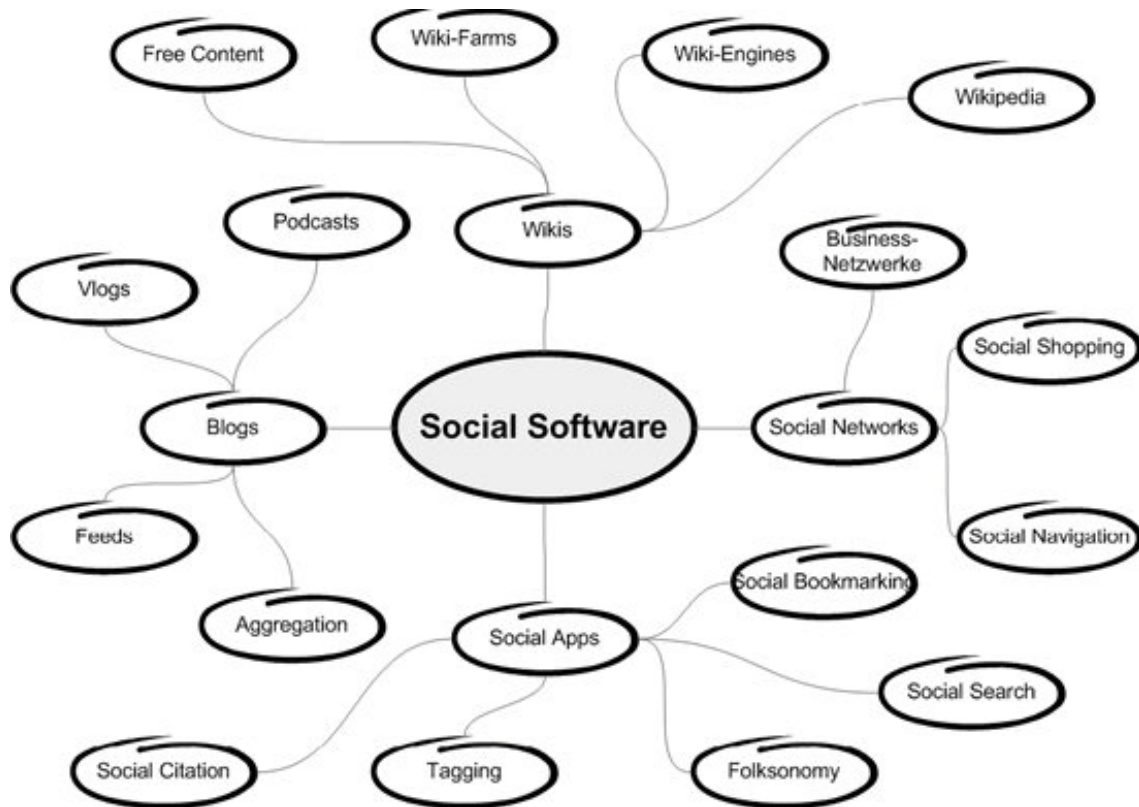 Free Content
Wiki-Farms
Wiki-Engines
Wikipedia
Podcasts
Wikis
Business-
Netzwerke
Vlogs
Social Shopping
Blogs
Social Software
Social Networks
Feeds
Social Navigation
Social Bookmarking
Aggregation
Social Apps
Social Search
Social Citation
Tagging
Folksonomy